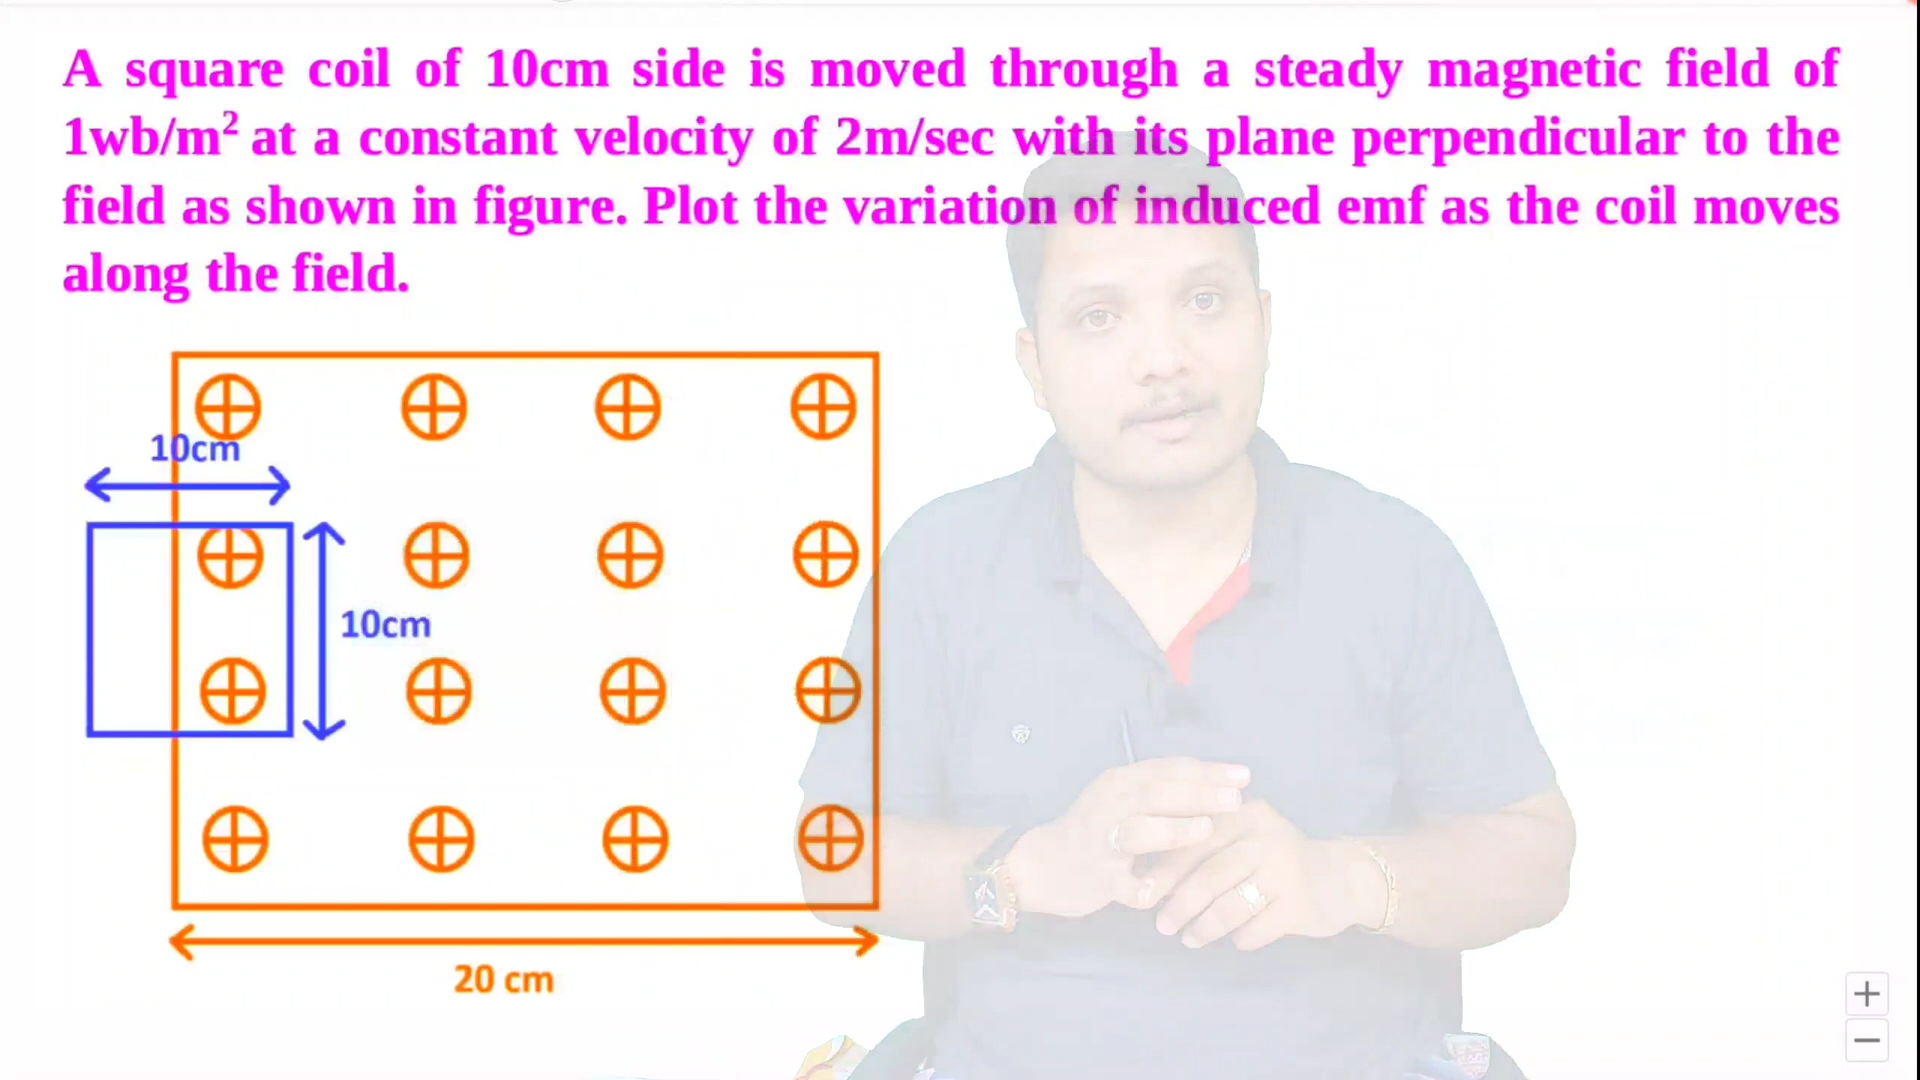 A square coil of 10cm side is moved through a steady magnetic field of
1wb/m² at a constant velocity of 2m/sec with its plane perpendicular to the
field as shown in figure. Plot the variation of induced emf as the coil moves
along the field.
10cm
10cm
20 cm